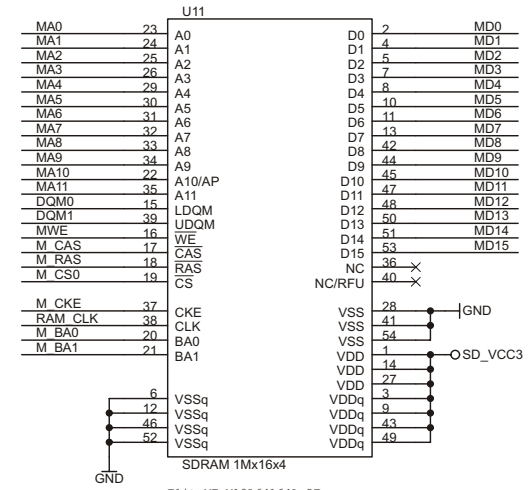 U11
MA0 23 A0 D0 2 MD0
MA1 24 A1 D1 4 MD1
MA2 25 A2 D2 5 MD2
MA3 26 A3 D3 7 MD3
MA4 29 A4 D4 8 MD4
MA5 30 A5 D5 10 MD5
MA6 31 A6 D6 11 MD6
MA7 32 A7 D7 13 MD7
MA8 33 A8 D8 42 MD8
MA9 34 A9 D9 44 MD9
MA10 22 A10/AP D10 45 MD10
MA11 35 A11 D11 47 MD11
DQM0 15 LDQM D12 48 MD12
DQM1 39 UDQM D13 50 MD13
MWE 16 WE D14 51 MD14
M_CAS 17 CAS D15 53 MD15
M_RAS 18 RAS NC 36
M_CS0 19 CS NC/RFU 40
M_CKE 37 CKE VSS 28 GND
RAM_CLK 38 CLK VSS 41
M_BA0 20 BA0 VSS 54
M_BA1 21 BA1 VDD 1 SD_VCC3
VDD 14
VDD 27
6 VSSq VDDq 3
12 VSSq VDDq 9
46 VSSq VDDq 43
52 VSSq VDDq 49
SDRAM 1Mx16x4
GND